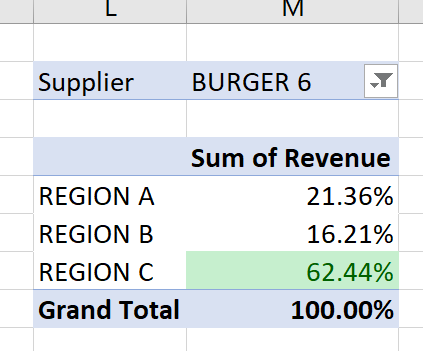 L M
Supplier BURGER 6
Sum of Revenue
REGION A 21.36%
REGION B 16.21%
REGION C 62.44%
Grand Total 100.00%